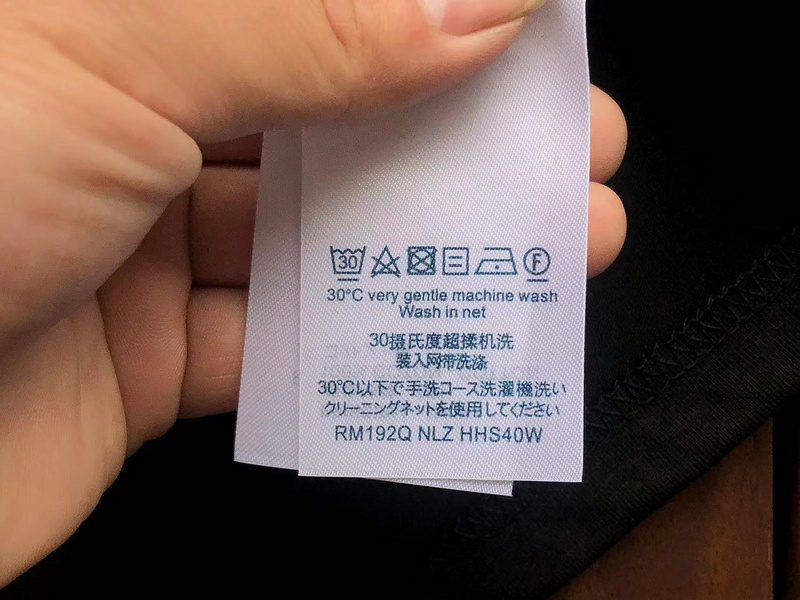 30 F
30°C very gentle machine wash
Wash in net
30摄氏度超揉机洗
装入网带洗涤
30℃以下で手洗コース洗濯機洗い
クリーニングネットを使用してください
RM192Q NLZ HHS40W